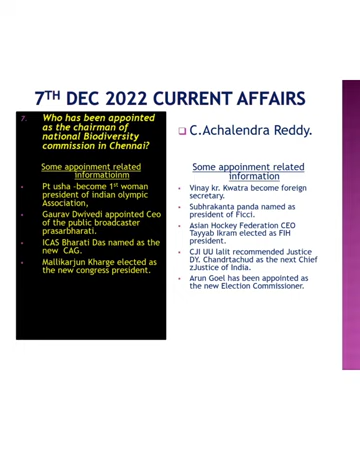 7TH DEC 2022 CURRENT AFFAIRS
7. Who has been appointed
as the chairman of
national Biodiversity
commission in Chennai?
Some appoinment related
informatioinm
Pt usha -become 1st woman
president of indian olympic
Association,
Gaurav Dwivedi appointed Ceo
of the public broadcaster
prasarbharati.
ICAS Bharati Das named as the
new CAG.
Mallikarjun Kharge elected as
the new congress president.
C.Achalendra Reddy.
Some appoinment related
information
Vinay kr. Kwatra become foreign
secretary.
Subhrakanta panda named as
president of Ficci.
Asian Hockey Federation CEO
Tayyab Ikram elected as FIH
president.
CJI UU lalit recommended Justice
DY. Chandrtachud as the next Chief
zJustice of India.
Arun Goel has been appointed as
the new Election Commissioner.